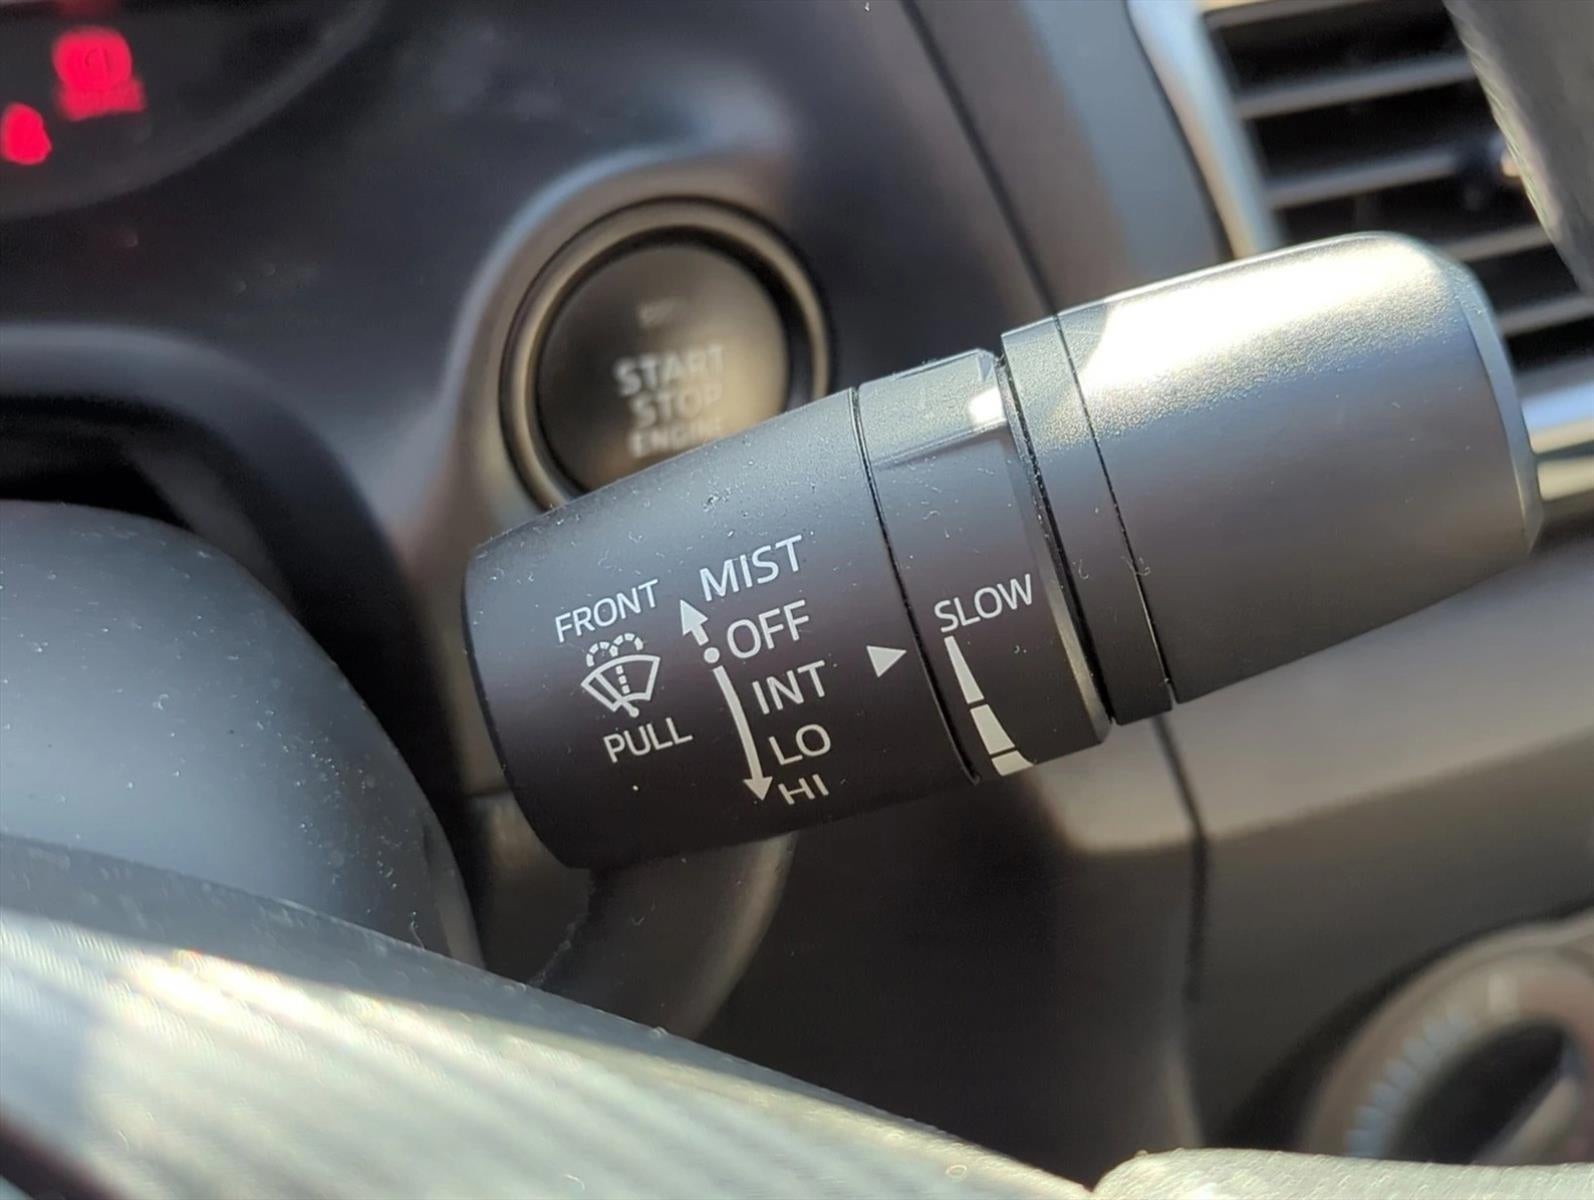 START
STOP
ENGINE
MIST
FRONT
OFF
INT
SLOW
PULL
LO
HI